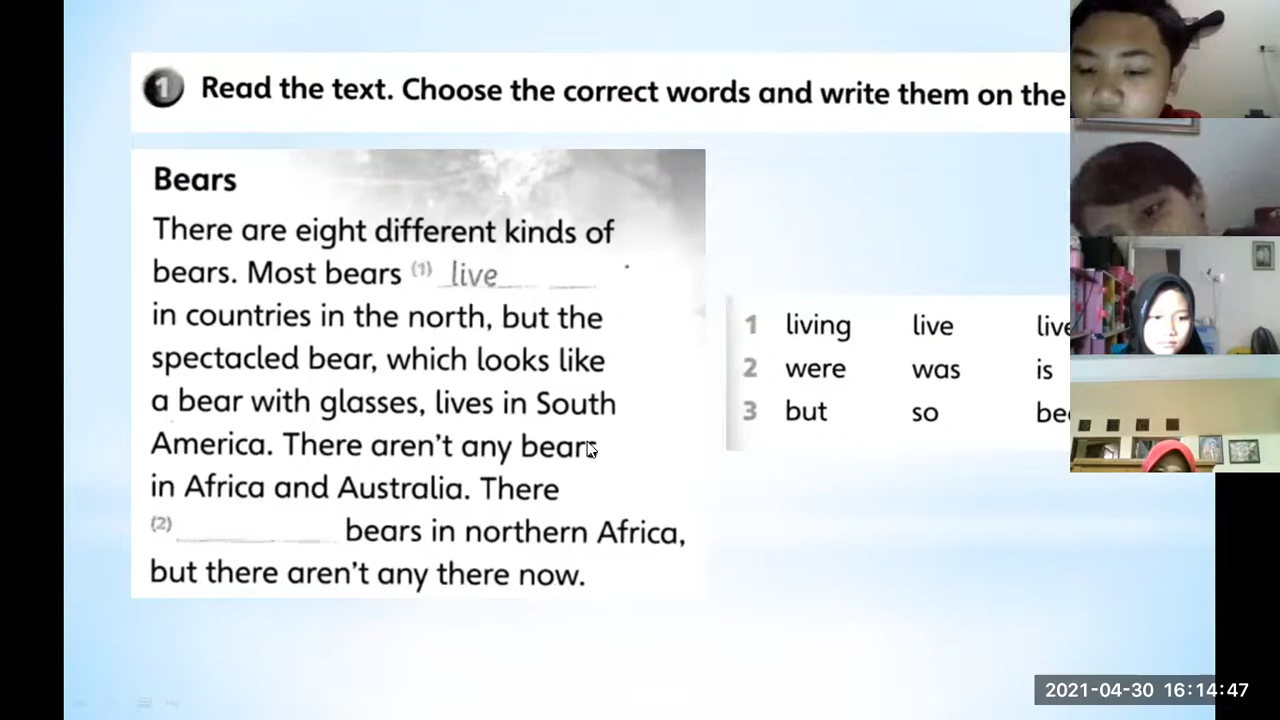 1 Read the text. Choose the correct words and write them on the
Bears
There are eight different kinds of
bears. Most bears (1) live
in countries in the north, but the
spectacled bear, which looks like
a bear with glasses, lives in South
America. There aren't any bears
in Africa and Australia. There
(2) ____________ bears in northern Africa,
but there aren't any there now.
1 living live
2 were was is
3 but so
2021-04-30 16:14:47